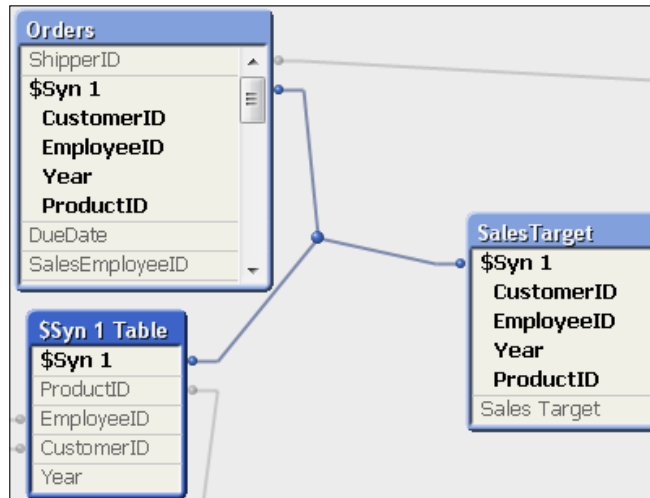 Orders
ShipperID
$Syn 1
CustomerID
EmployeeID
Year
ProductID
DueDate
SalesEmployeeID
$Syn 1 Table
$Syn 1
ProductID
EmployeeID
CustomerID
Year
SalesTarget
$Syn 1
CustomerID
EmployeeID
Year
ProductID
Sales Target